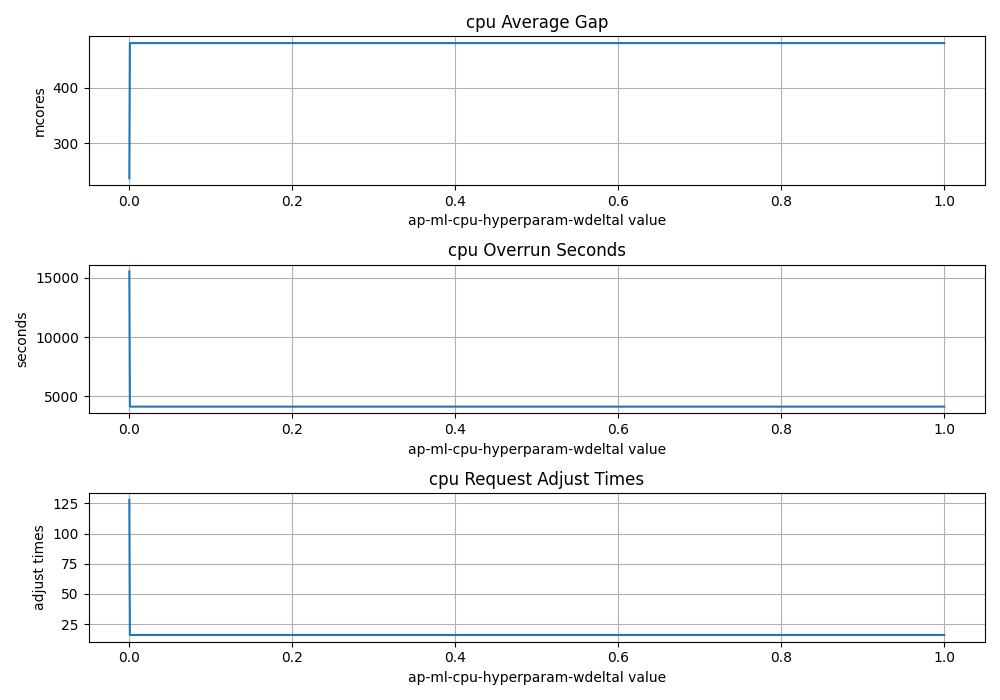 cpu Average Gap
400
300
mcores
0.0 0.2 0.4 0.6 0.8 1.0
ap-ml-cpu-hyperparam-wdeltal value
cpu Overrun Seconds
15000
10000
5000
seconds
0.0 0.2 0.4 0.6 0.8 1.0
ap-ml-cpu-hyperparam-wdeltal value
cpu Request Adjust Times
125
100
75
50
25
adjust times
0.0 0.2 0.4 0.6 0.8 1.0
ap-ml-cpu-hyperparam-wdeltal value